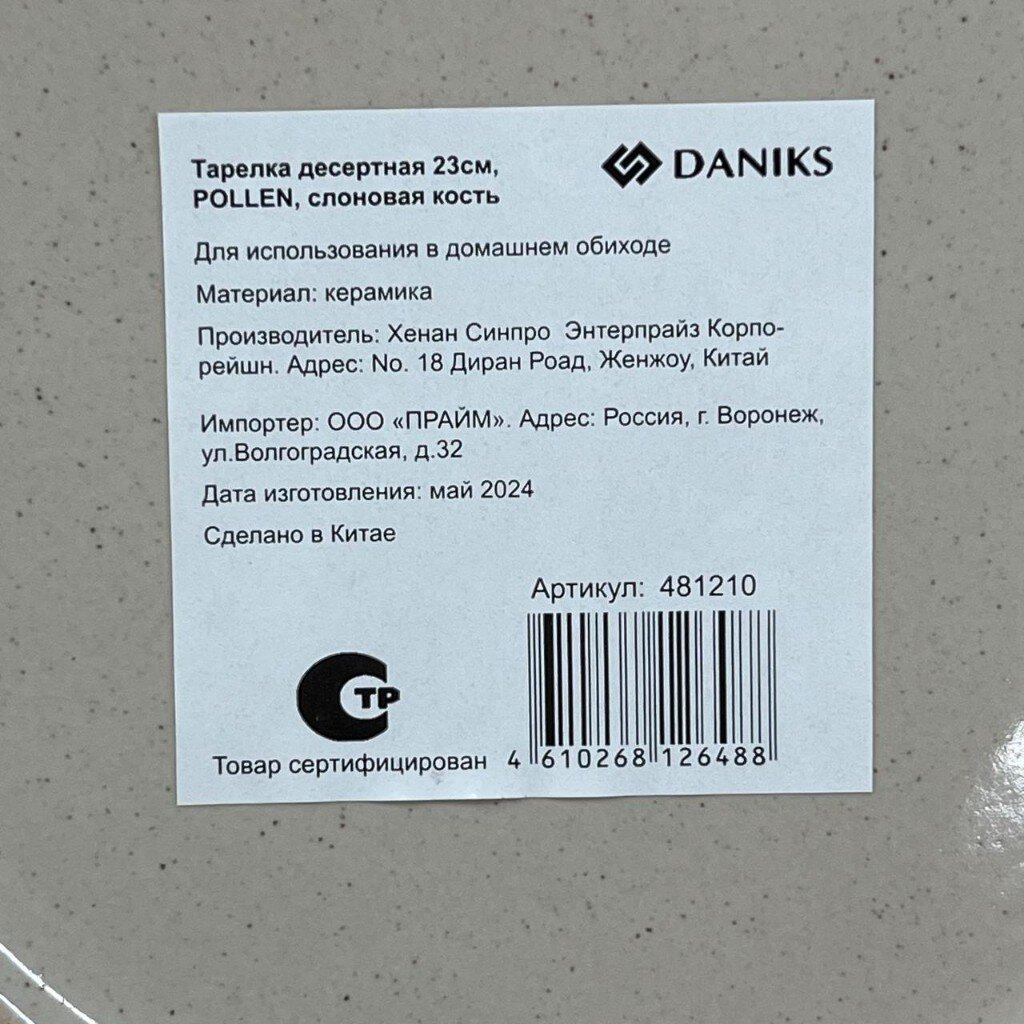 Тарелка десертная 23см,
POLLEN, слоновая кость
DANIKS
Для использования в домашнем обиходе
Материал: керамика
Производитель: Хенан Синпро Энтерпрайз Корпо-
рейшн. Адрес: No. 18 Диран Роад, Женжоу, Китай
Импортер: ООО «ПРАЙМ». Адрес: Россия, г. Воронеж,
ул.Волгоградская, д.32
Дата изготовления: май 2024
Сделано в Китае
Артикул: 481210
СТР
Товар сертифицирован
4 610268 126488